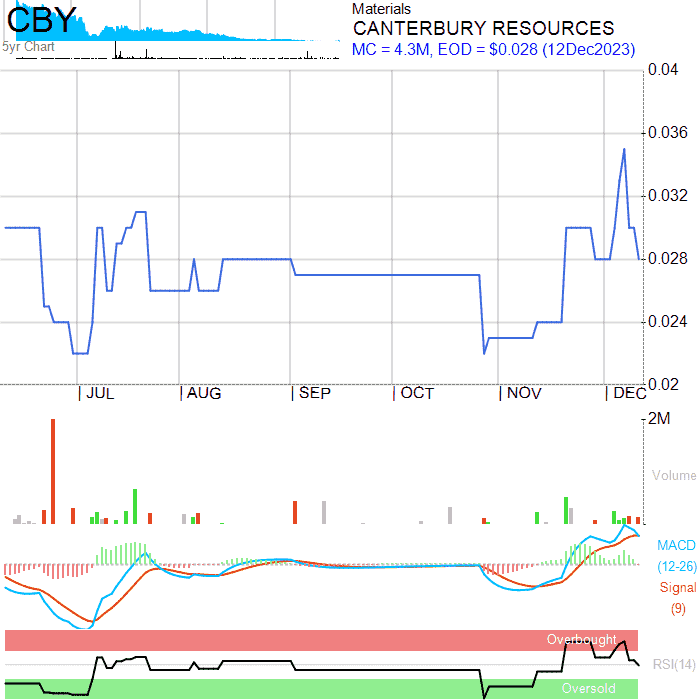 CBY
Materials
CANTERBURY RESOURCES
5yr Chart
MC = 4.3M, EOD = $0.028 (12Dec2023)
0.04
0.036
0.032
0.028
0.024
0.02
JUL AUG SEP OCT NOV DEC
2M
Volume
MACD
(12-26)
Signal
(9)
Overbought
RSI(14)
Oversold